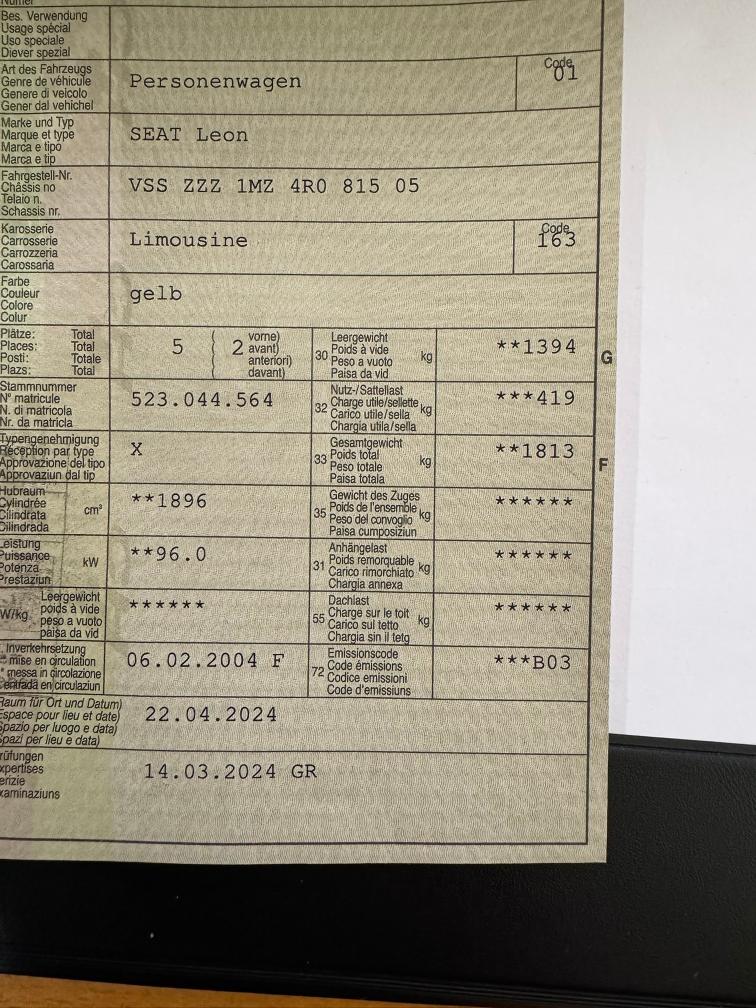 Bes. Verwendung
Usage spécial
Uso speciale
Diever spezial
Art des Fahrzeugs
Genre de véhicule
Genere di veicolo
Gener dal vehichel
Personenwagen
Code
01
Marke und Typ
Marque et type
Marca e tipo
Marca e tip
SEAT Leon
Fahrgestell-Nr.
Châssis no
Telaio n.
Schassis nr.
VSS ZZZ 1MZ 4R0 815 05
Karosserie
Carrosserie
Carrozzeria
Carossaria
Limousine
Code
163
Farbe
Couleur
Colore
Colur
gelb
Plätze: Total
Places: Total
Posti: Totale
Plazs: Total
5 ( 2 vorne)
avant)
anteriori)
davant)
30 Leergewicht
Poids à vide
Peso a vuoto
Paisa da vid
kg
**1394
G
Stammnummer
N° matricule
N. di matricola
Nr. da matricla
523.044.564
32 Nutz-/Sattellast
Charge utile/sellette
Carico utile/sella
Chargia utila/sella
kg
***419
Typengenehmigung
Réception par type
Approvazione del tipo
Approvaziun dal tip
X
33 Gesamtgewicht
Poids total
Peso totale
Paisa totala
kg
**1813
F
Hubraum
Cylindrée
Cilindrata
Cilindrada
cm³
**1896
35 Gewicht des Zuges
Poids de l'ensemble
Peso del convoglio
Paisa cumposiziun
kg
******
Leistung
Puissance
Potenza
Prestaziun
kW
**96.0
31 Anhängelast
Poids remorquable
Carico rimorchiato
Chargia annexa
kg
******
W/kg
Leergewicht
poids à vide
peso a vuoto
paisa da vid
******
55 Dachlast
Charge sur le toit
Carico sul tetto
Chargia sin il tetg
kg
******
. Inverkehrsetzung
mise en circulation
messa in circolazione
entrada en circulaziun
06.02.2004 F
72 Emissionscode
Code émissions
Codice emissioni
Code d'emissiuns
***B03
Raum für Ort und Datum)
Espace pour lieu et date)
Spazio per luogo e data)
Spazi per lieu e data)
22.04.2024
rüfungen
xpertises
erizie
xaminaziuns
14.03.2024 GR